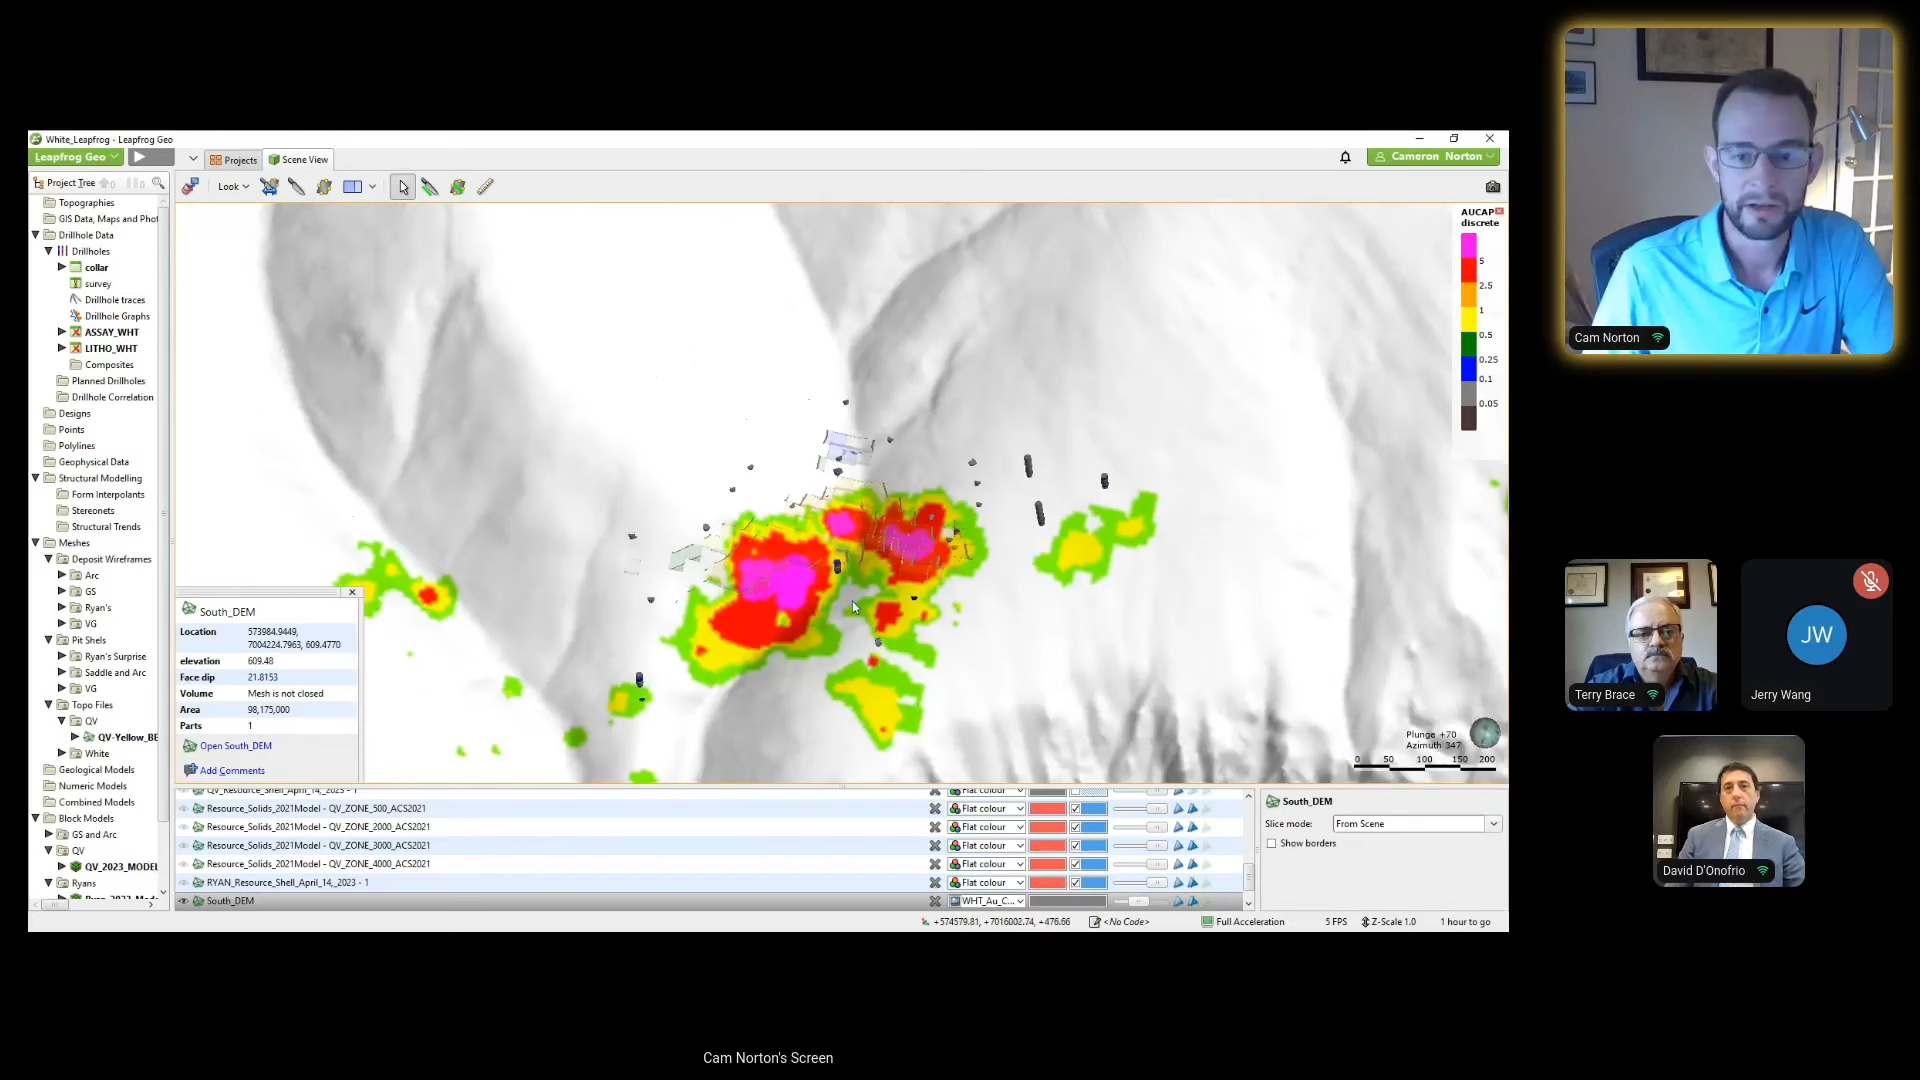 White_Leapfrog - Leapfrog Geo
Leapfrog Geo
Projects
Scene View
Cameron Norton
Project Tree
Look
Topographies
GIS Data, Maps and Phot
Drillhole Data
Drillholes
collar
survey
Drillhole traces
Drillhole Graphs
ASSAY_WHT
LITHO_WHT
Composites
Planned Drillholes
Drillhole Correlation
Designs
Points
Polylines
Geophysical Data
Structural Modelling
Form Interpolants
Stereonets
Structural Trends
Meshes
Deposit Wireframes
Arc
GS
Ryan's
VG
Pit Shels
Ryan's Surprise
Saddle and Arc
VG
Topo Files
QV
QV-Yellow_BE
White
Geological Models
Numeric Models
Combined Models
Block Models
GS and Arc
QV
QV_2023_MODEL
Ryans
AUCAP
discrete
5
2.5
1
0.5
0.25
0.1
0.05
South_DEM
Location 573984.9449,
7004224.7963, 609.4770
elevation 609.48
Face dip 21.8153
Volume Mesh is not closed
Area 98,175,000
Parts 1
Open South_DEM
Add Comments
Plunge +70
Azimuth 347
0 50 100 150 200
QV_Resource_Shell_April_14_2023 - 1 Flat colour
Resource_Solids_2021Model - QV_ZONE_500_ACS2021 Flat colour
Resource_Solids_2021Model - QV_ZONE_2000_ACS2021 Flat colour
Resource_Solids_2021Model - QV_ZONE_3000_ACS2021 Flat colour
Resource_Solids_2021Model - QV_ZONE_4000_ACS2021 Flat colour
RYAN_Resource_Shell_April_14,_2023 - 1 Flat colour
South_DEM WHT_Au_C...
South_DEM
Slice mode: From Scene
Show borders
+574579.81, +7016002.74, +476.66 <No Code> Full Acceleration 5 FPS Z-Scale 1.0 1 hour to go
Cam Norton
Terry Brace
JW
Jerry Wang
David D'Onofrio
Cam Norton's Screen